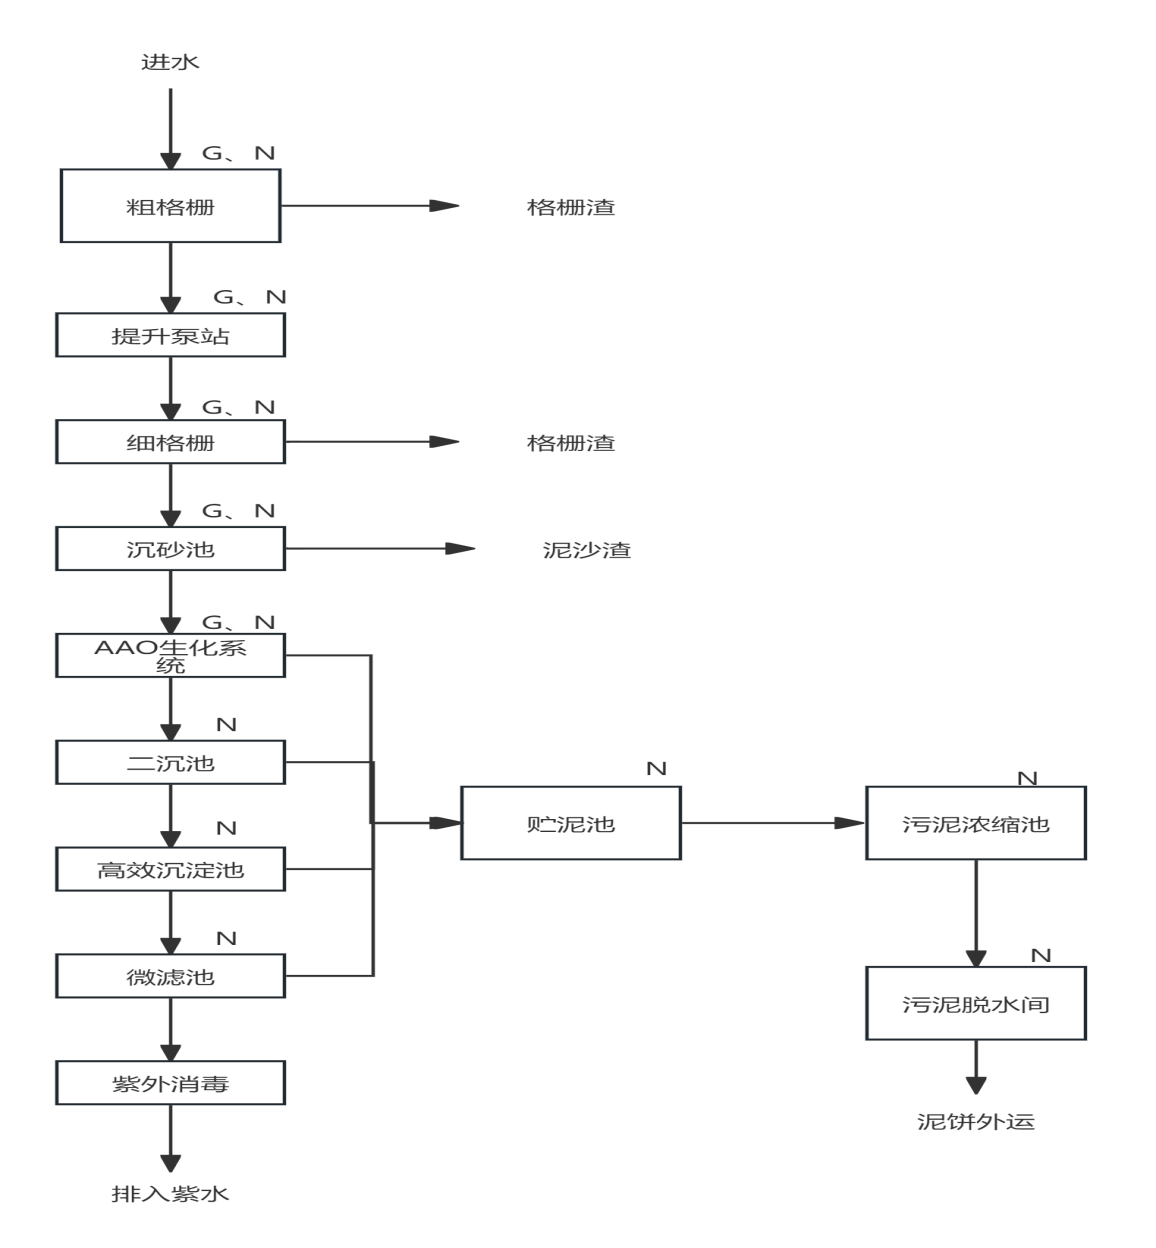 进水
G、N
粗格栅
格栅渣
G、N
提升泵站
G、N
细格栅
格栅渣
G、N
沉砂池
泥沙渣
G、N
AAO生化系
统
N
二沉池
N
高效沉淀池
N
微滤池
紫外消毒
排入紫水
N
贮泥池
N
污泥浓缩池
N
污泥脱水间
泥饼外运